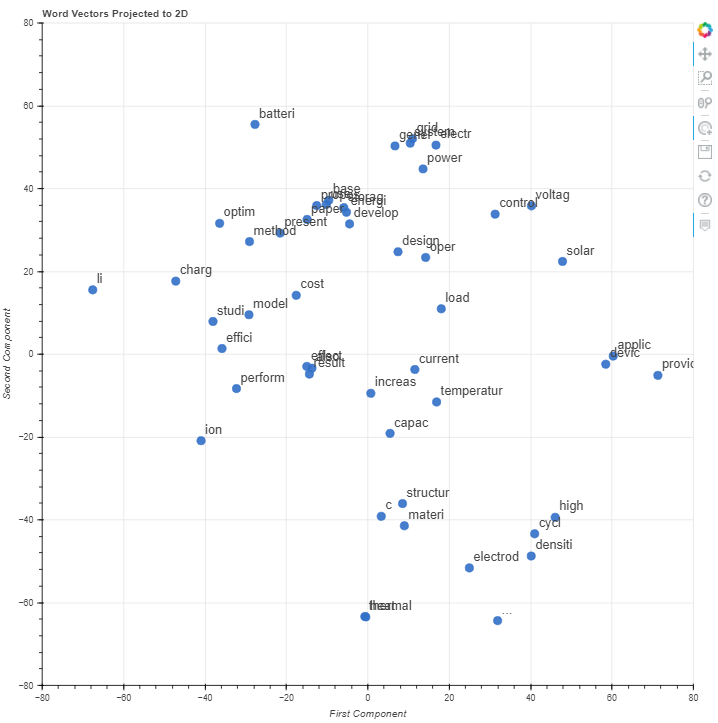 Word Vectors Projected to 2D
80
batteri
60
grid
system
electr
power
base
40
voltag
control
develop
optim
present
paper
method
design
oper
solar
20
li
charg
cost
load
model
studi
effici
applic
0
devic
provic
result
current
perform
increas
temperatur
capac
-20
ion
structur
c
materi
high
-40
cycl
densiti
electrod
thermal
-60
...
-80
-80
-60
-40
-20
0
20
40
60
80
First Component
Second Component